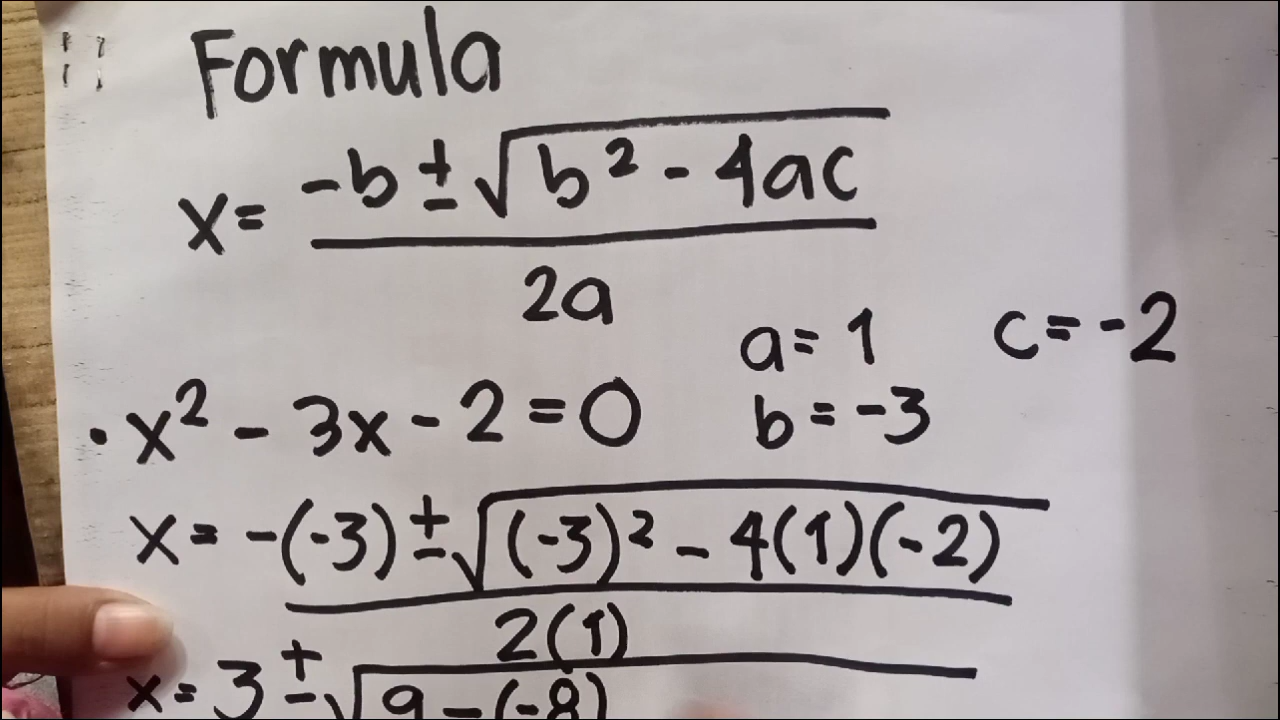 Formula
x = -b ± √b² - 4ac
2a
a = 1 c = -2
• x² - 3x - 2 = 0 b = -3
x = -(-3) ± √(-3)² - 4(1)(-2)
2(1)
x = 3 ± √9 - (-8)